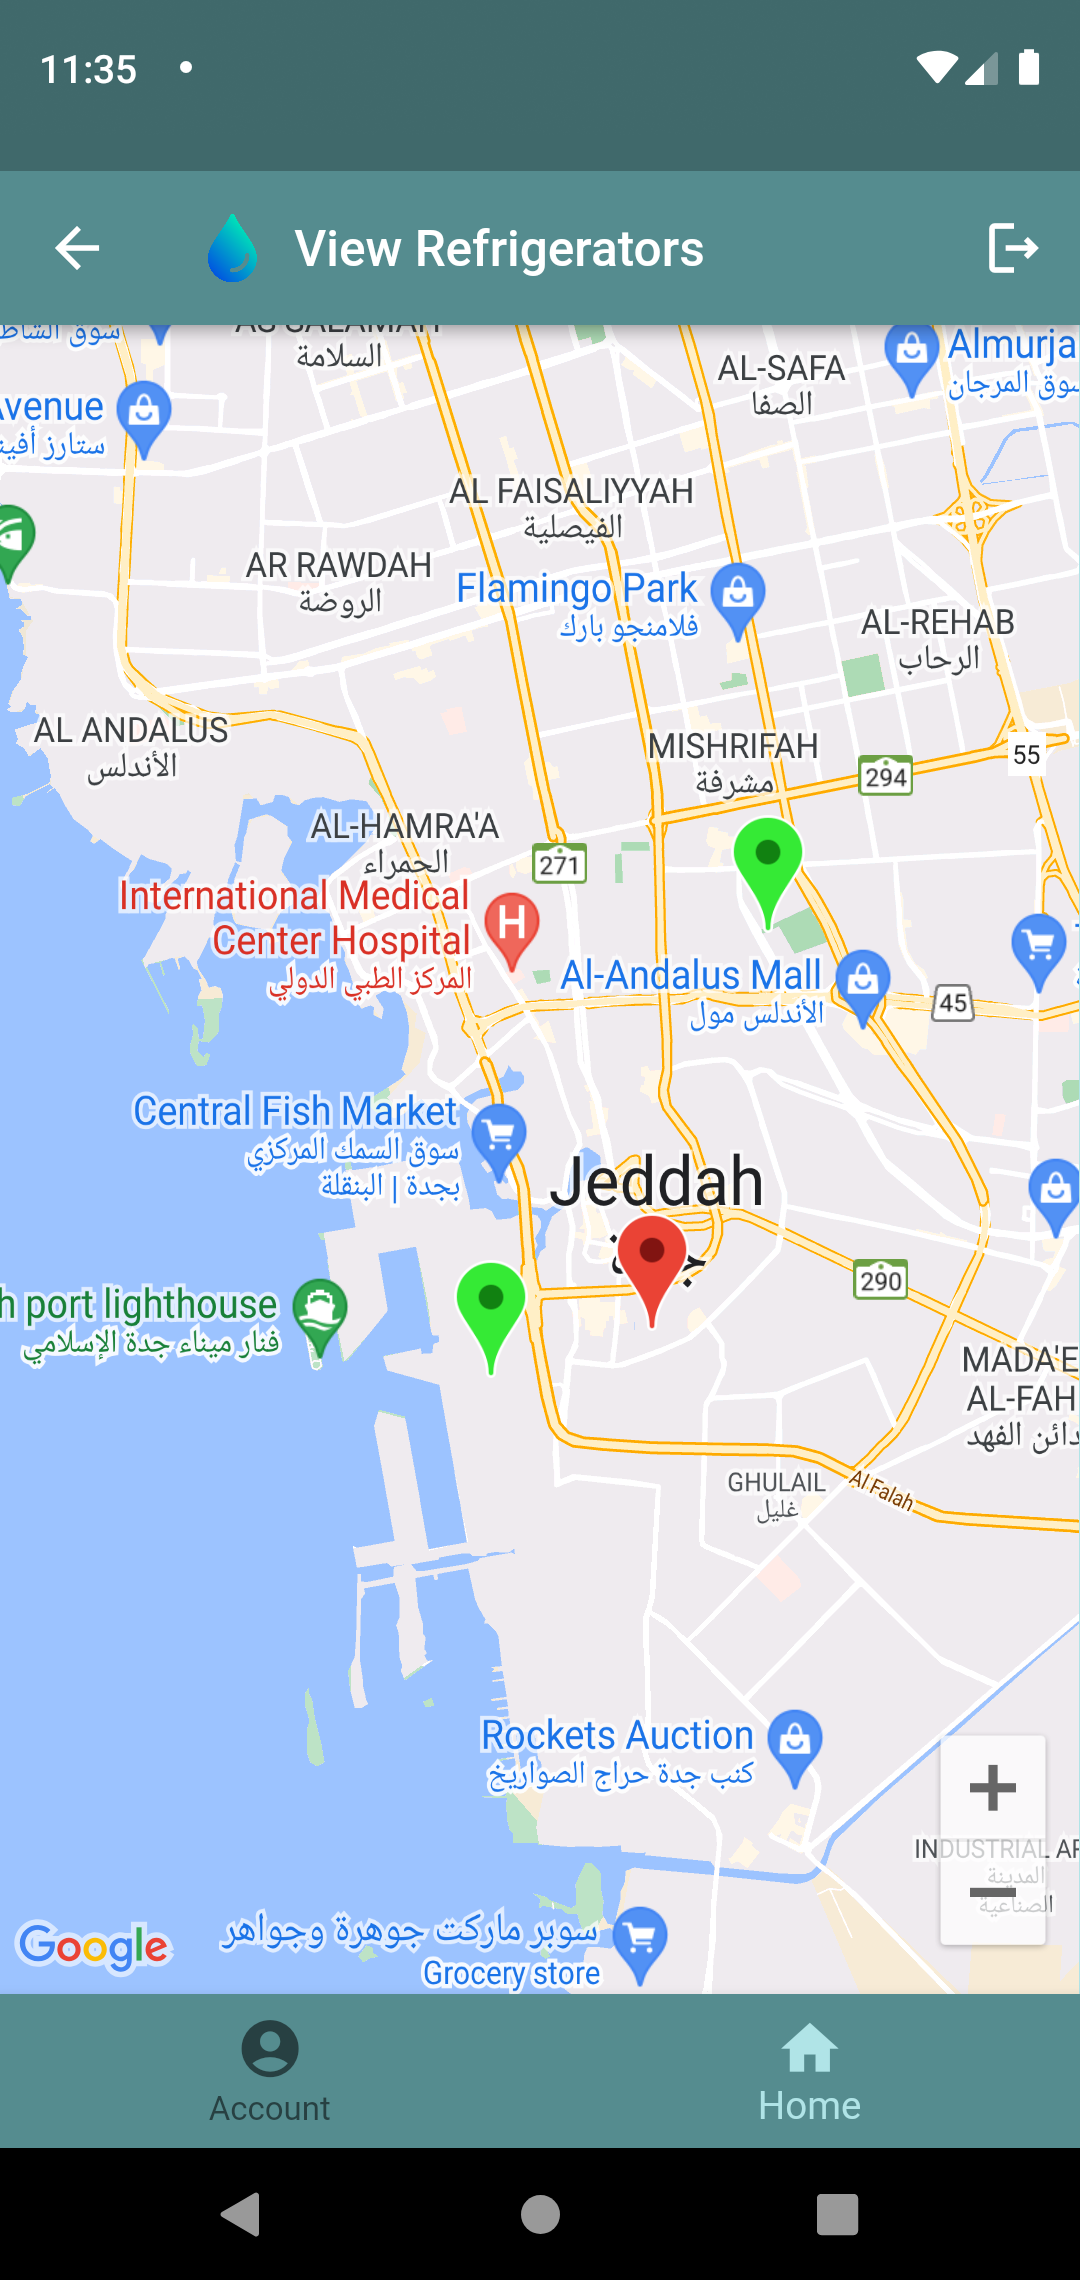 11:35
View Refrigerators
سوق الشاط
AS SALAMAH
السلامة
AL-SAFA
الصفا
Almurja
سوق المرجان
Avenue
ستارز أفين
AL FAISALIYYAH
الفيصلية
AR RAWDAH
الروضة
Flamingo Park
فلامنجو بارك
AL-REHAB
الرحاب
AL ANDALUS
الأندلس
MISHRIFAH
مشرفة
55
294
AL-HAMRA'A
الحمراء
271
International Medical
Center Hospital
المركز الطبي الدولي
H
Al-Andalus Mall
الأندلس مول
45
Central Fish Market
سوق السمك المركزي
بجدة | البنقلة
Jeddah
290
h port lighthouse
فنار ميناء جدة الإسلامي
MADA'E
AL-FAH
دائن الفهد
GHULAIL
غليل
Al Falah
Rockets Auction
كنب جدة حراج الصواريخ
INDUSTRIAL AR
المدينة
الصناعية
Google
سوبر ماركت جوهرة وجواهر
Grocery store
Account
Home